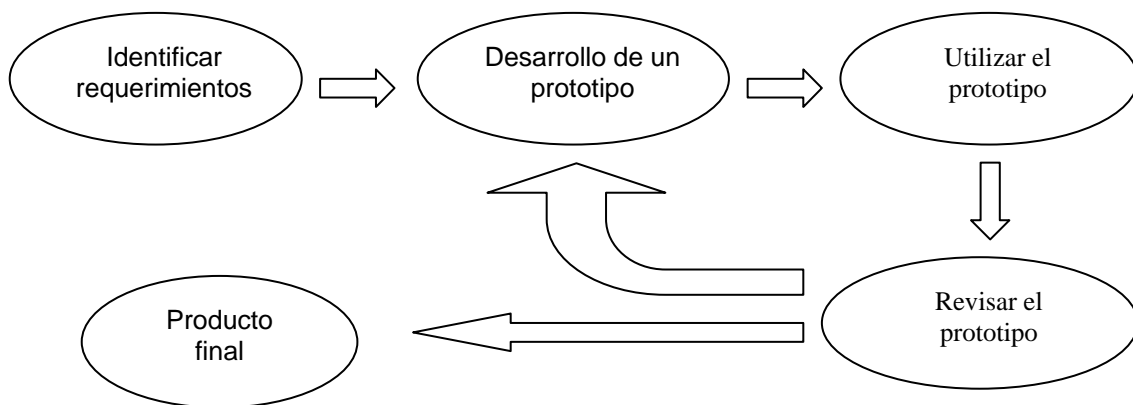 Identificar
requerimientos
Desarrollo de un
prototipo
Utilizar el
prototipo
Revisar el
prototipo
Producto
final